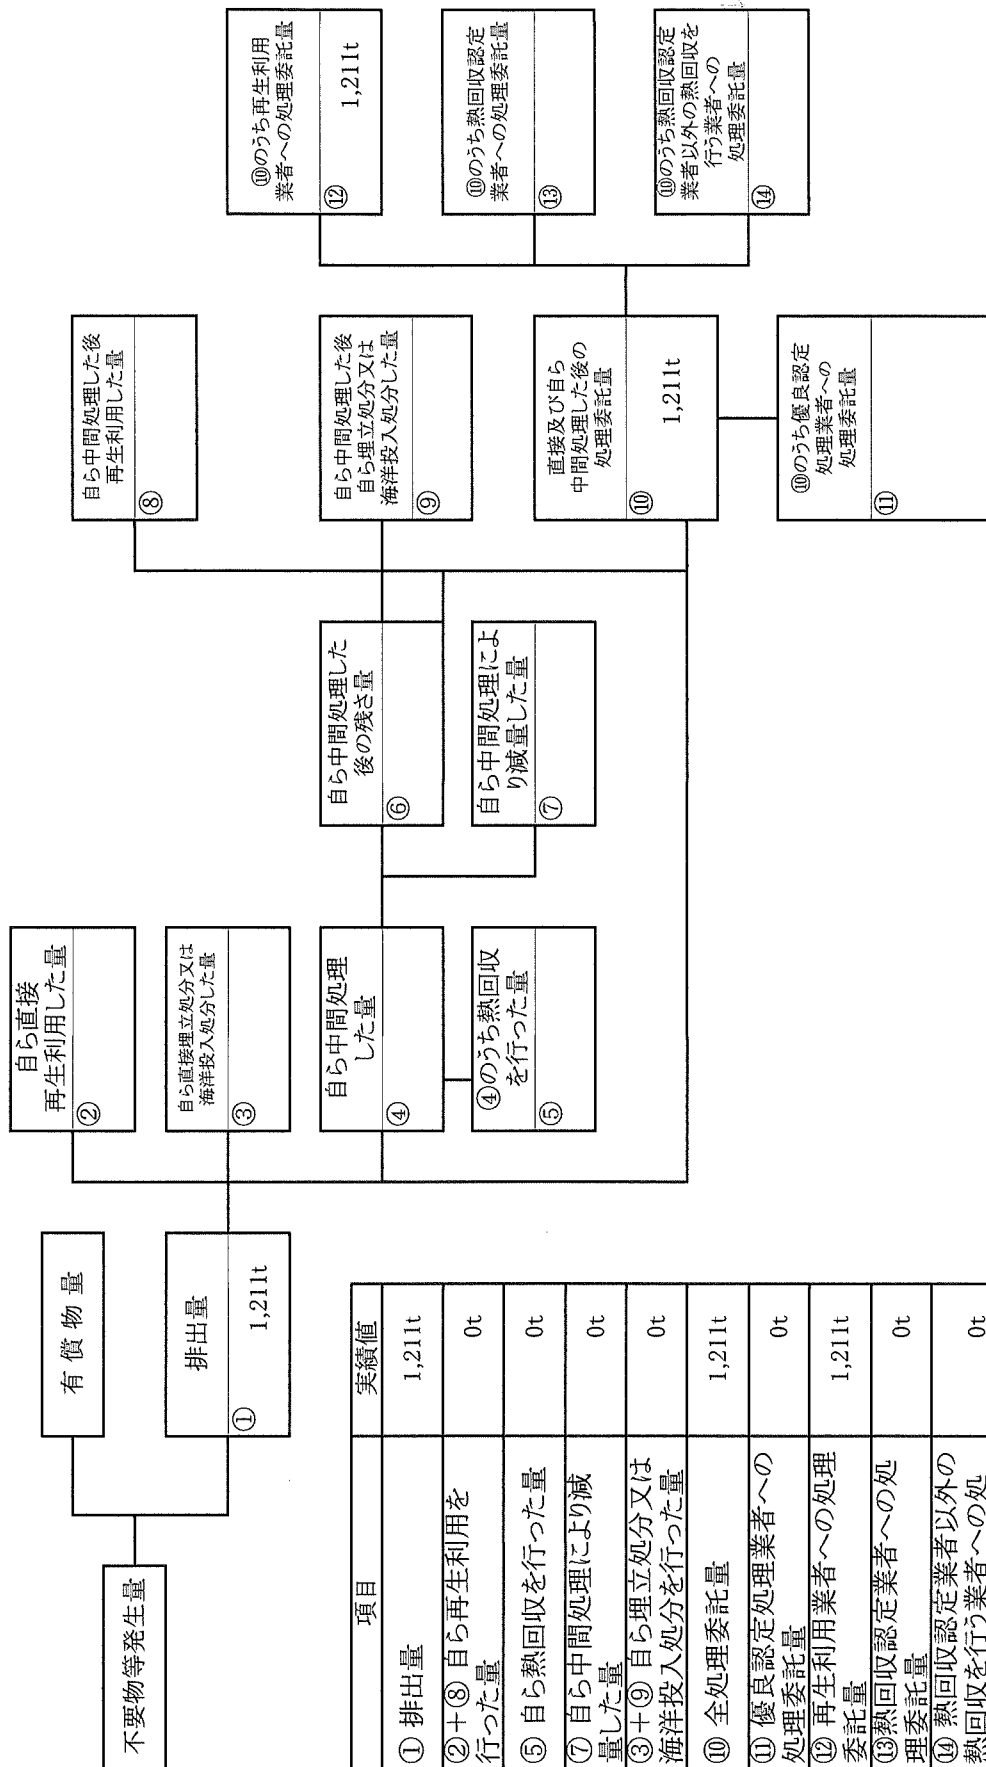 不要物等発生量
有償物量
排出量
①
1,211t
自ら直接
再生利用した量
②
自ら直接埋立処分又は
海洋投入処分した量
③
自ら中間処理
した量
④
④のうち熱回収
を行った量
⑤
自ら中間処理した
後の残さ量
⑥
自ら中間処理によ
り減量した量
⑦
自ら中間処理した後
再生利用した量
⑧
自ら中間処理した後
自ら埋立処分又は
海洋投入処分した量
⑨
直接及び自ら
中間処理した後の
処理委託量
⑩
1,211t
⑩のうち優良認定
処理業者への
処理委託量
⑪
⑩のうち再生利用
業者への処理委託量
⑫
1,211t
⑩のうち熱回収認定
業者への処理委託量
⑬
⑩のうち熱回収認定
業者以外の熱回収を
行う業者への
処理委託量
⑭
項目 実績値
①排出量 1,211t
②+⑧ 自ら再生利用を
行った量 0t
⑤ 自ら熱回収を行った量 0t
⑦ 自ら中間処理により減
量した量 0t
③+⑨ 自ら埋立処分又は
海洋投入処分を行った量 0t
⑩ 全処理委託量 1,211t
⑪ 優良認定処理業者への
処理委託量 0t
⑫ 再生利用業者への処理
委託量 1,211t
⑬熱回収認定業者への処
理委託量 0t
⑭ 熱回収認定業者以外の
熱回収を行う業者への処 0t